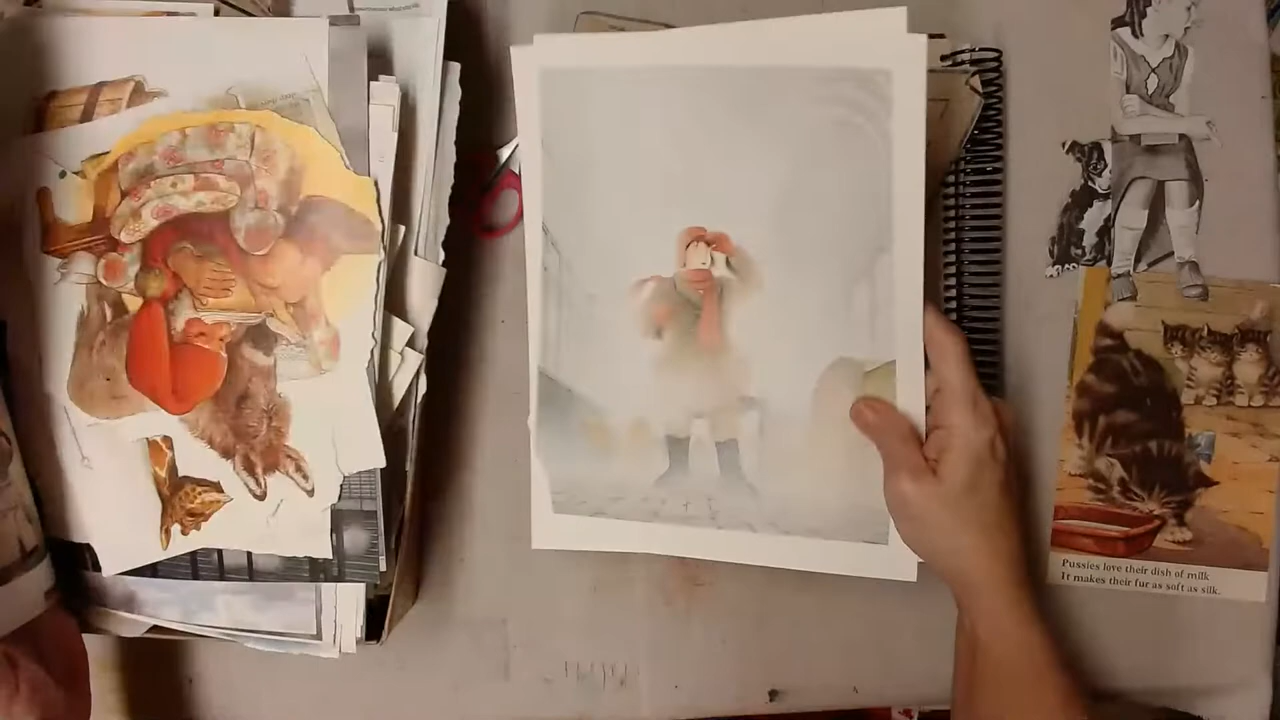 Pussies love their dish of milk
It makes their fur as soft as silk.